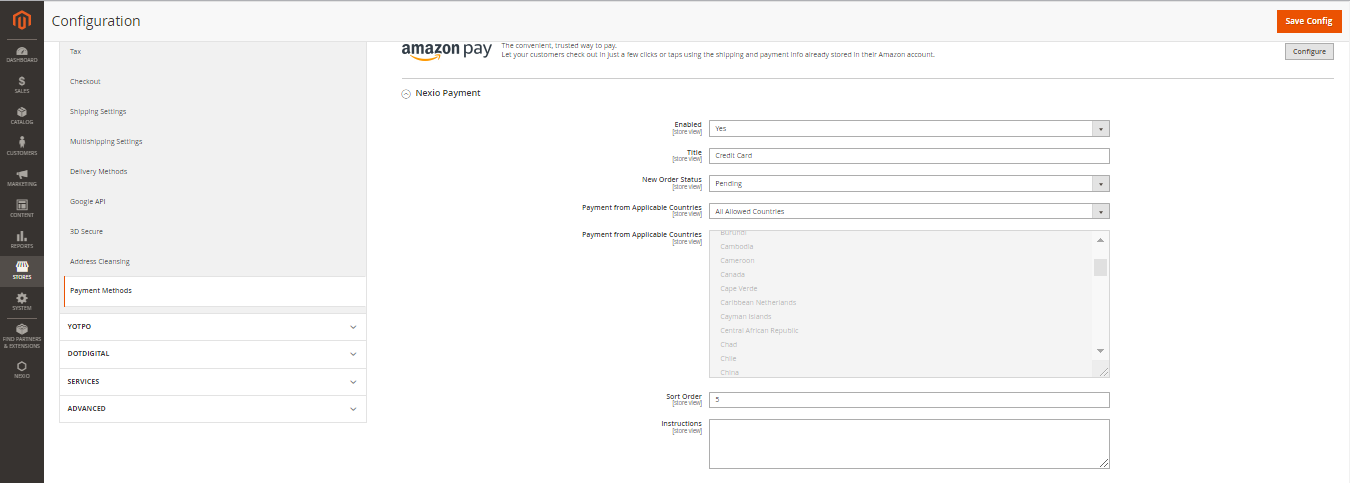 Configuration
Save Config
DASHBOARD
SALES
CATALOG
CUSTOMERS
MARKETING
CONTENT
REPORTS
STORES
SYSTEM
FIND PARTNERS
& EXTENSIONS
NEXIO
Tax
Checkout
Shipping Settings
Multishipping Settings
Delivery Methods
Google API
3D Secure
Address Cleansing
Payment Methods
YOTPO
DOTDIGITAL
SERVICES
ADVANCED
amazon pay
The convenient, trusted way to pay.
Let your customers check out in just a few clicks or taps using the shipping and payment info already stored in their Amazon account.
Configure
Nexio Payment
Enabled
[store view]
Yes
Title
[store view]
Credit Card
New Order Status
[store view]
Pending
Payment from Applicable Countries
[store view]
All Allowed Countries
Payment from Applicable Countries
[store view]
Burundi
Cambodia
Cameroon
Canada
Cape Verde
Caribbean Netherlands
Cayman Islands
Central African Republic
Chad
Chile
China
Sort Order
[store view]
5
Instructions
[store view]